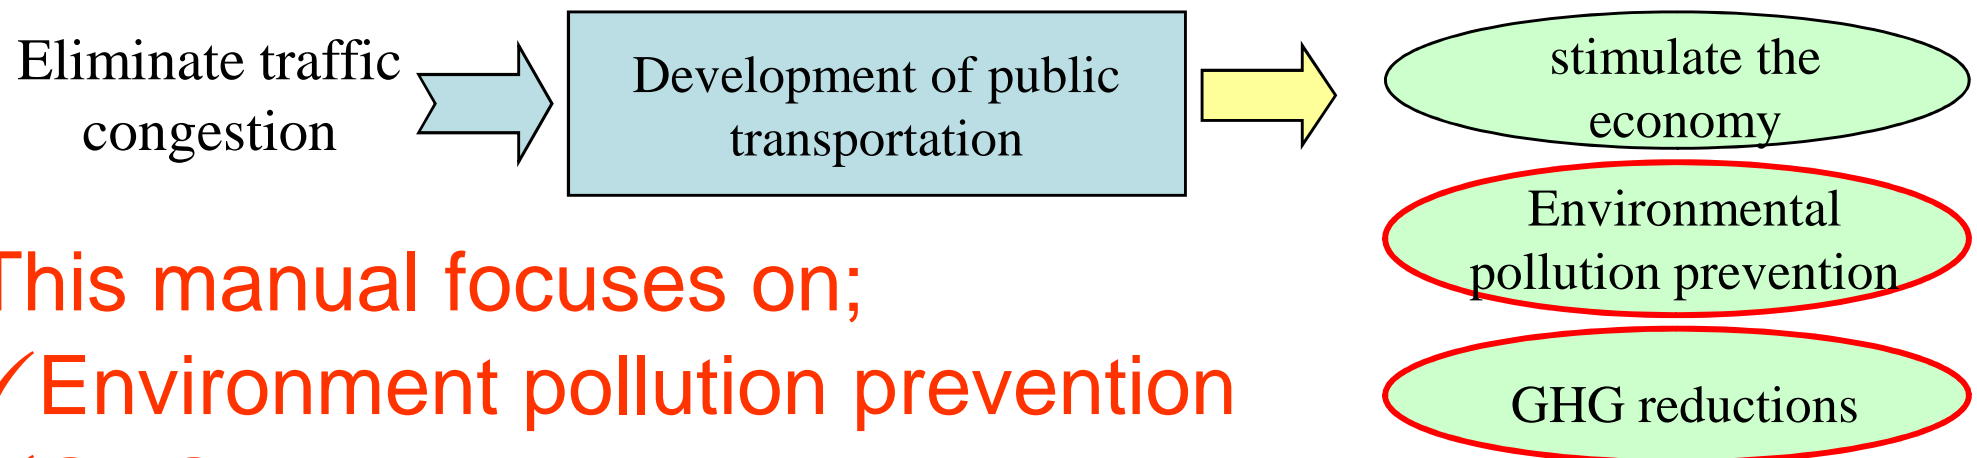 Eliminate traffic
congestion
Development of public
transportation
stimulate the
economy
Environmental
pollution prevention
GHG reductions
This manual focuses on;
✓Environment pollution prevention